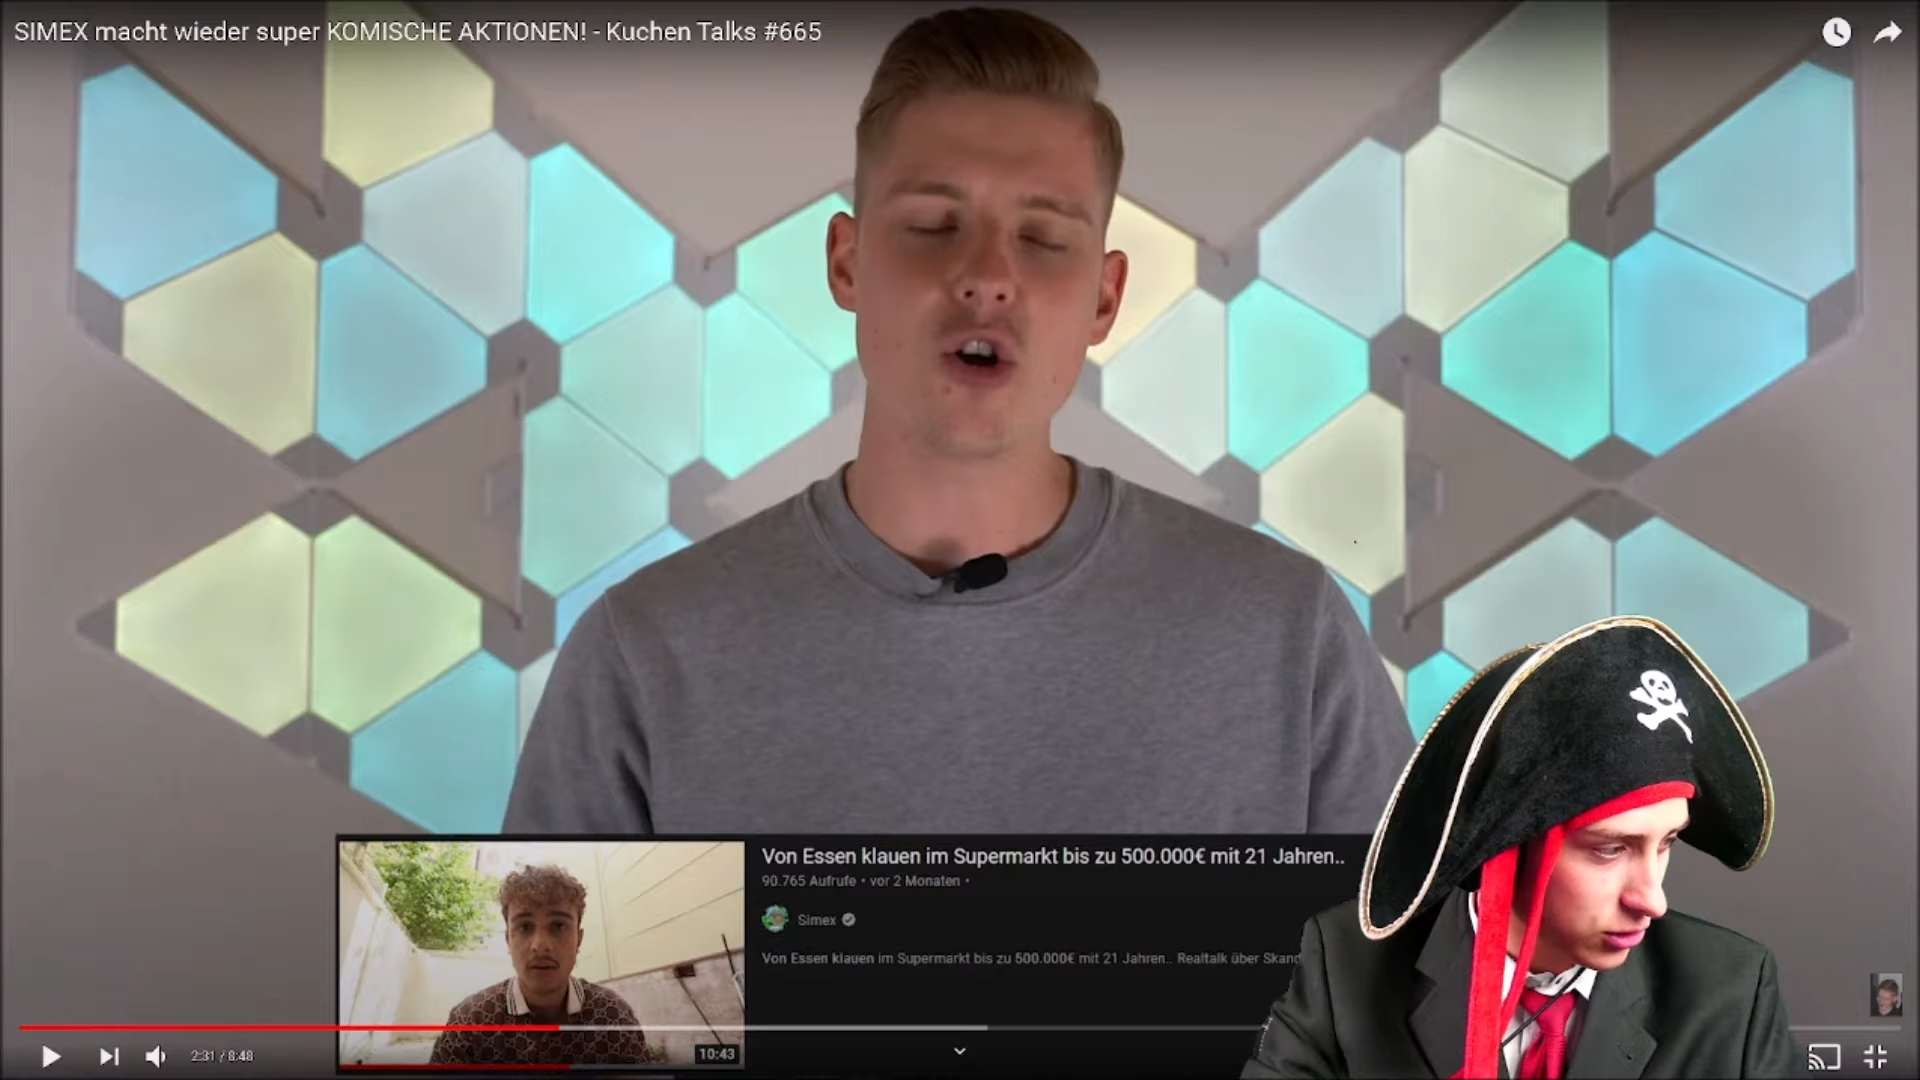 SIMEX macht wieder super KOMISCHE AKTIONEN! - Kuchen Talks #665
Von Essen klauen im Supermarkt bis zu 500.000€ mit 21 Jahren..
90.765 Aufrufe • vor 2 Monaten •
Simex
Von Essen klauen im Supermarkt bis zu 500.000€ mit 21 Jahren.. Realtalk über Skand
10:43
2:31 / 8:48